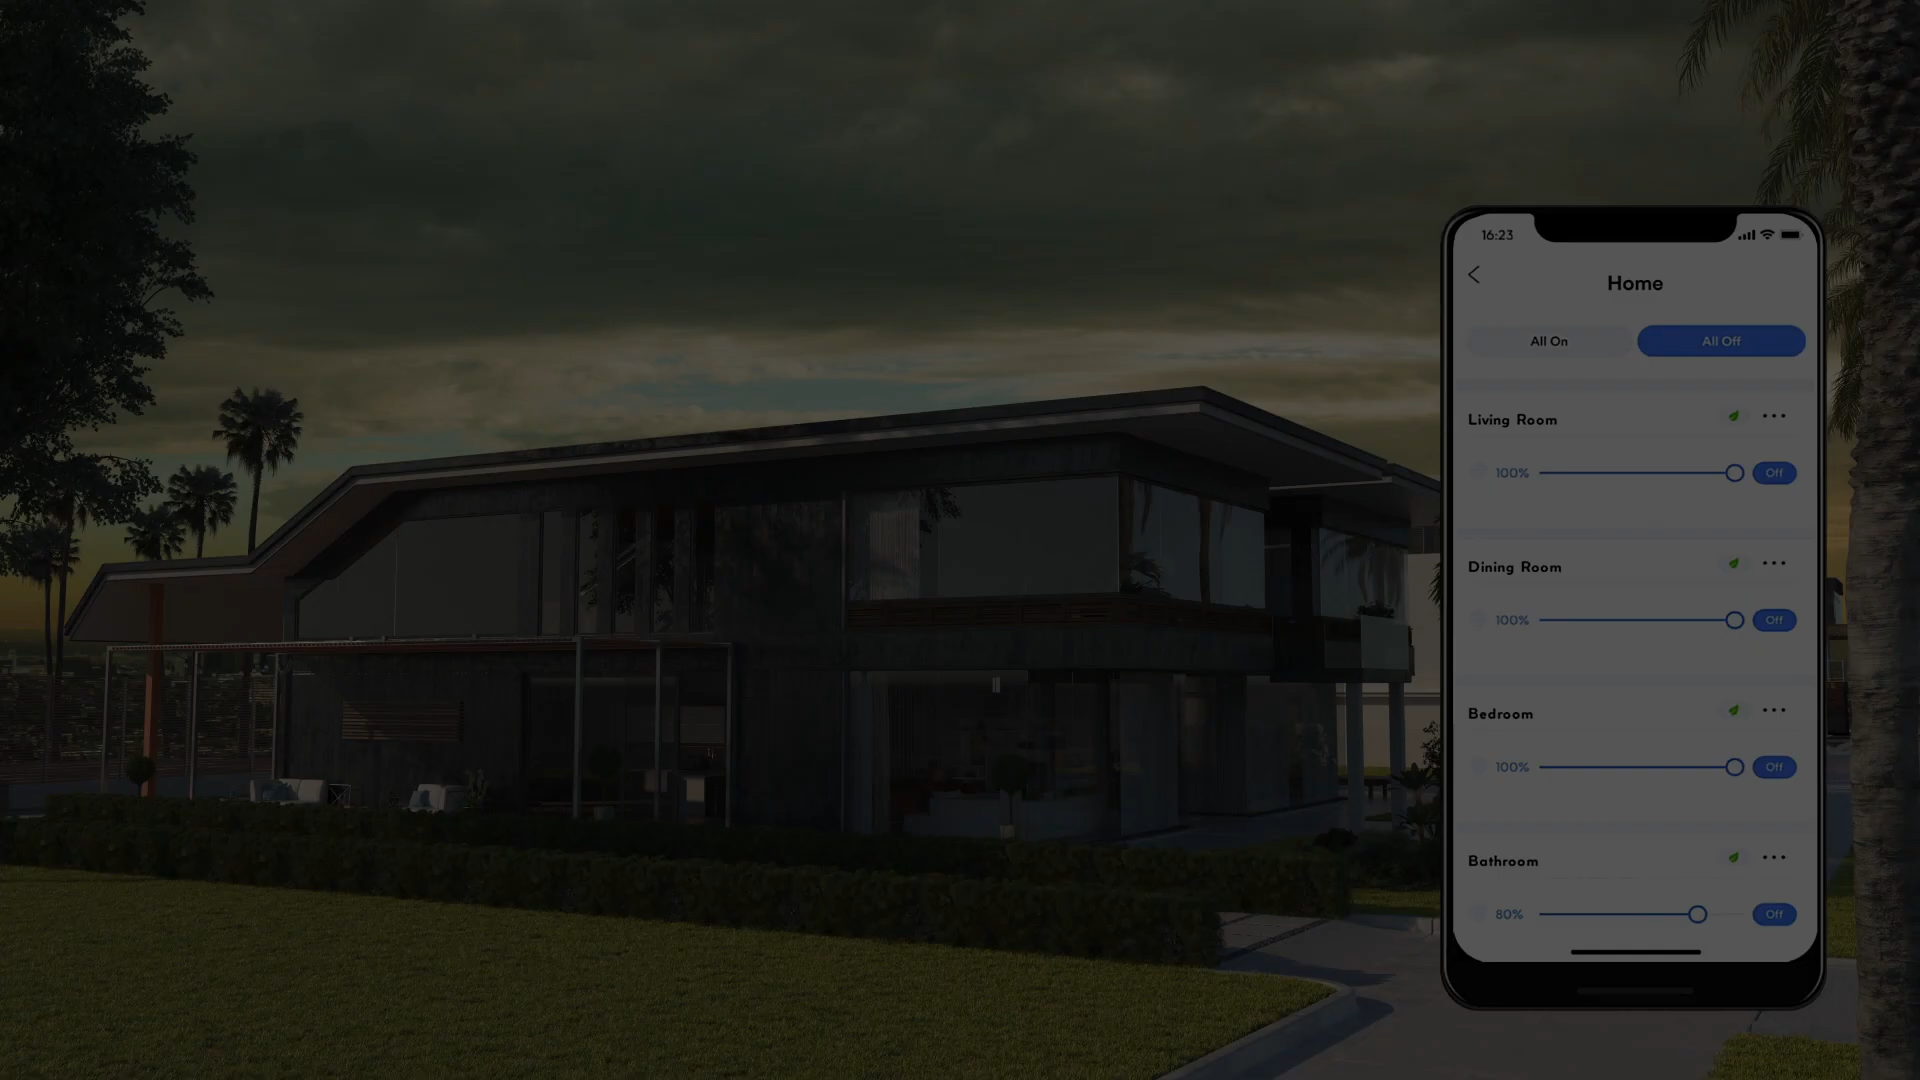 16:23
Home
All On
All Off
Living Room
100%
Off
Dining Room
100%
Off
Bedroom
100%
Off
Bathroom
80%
Off